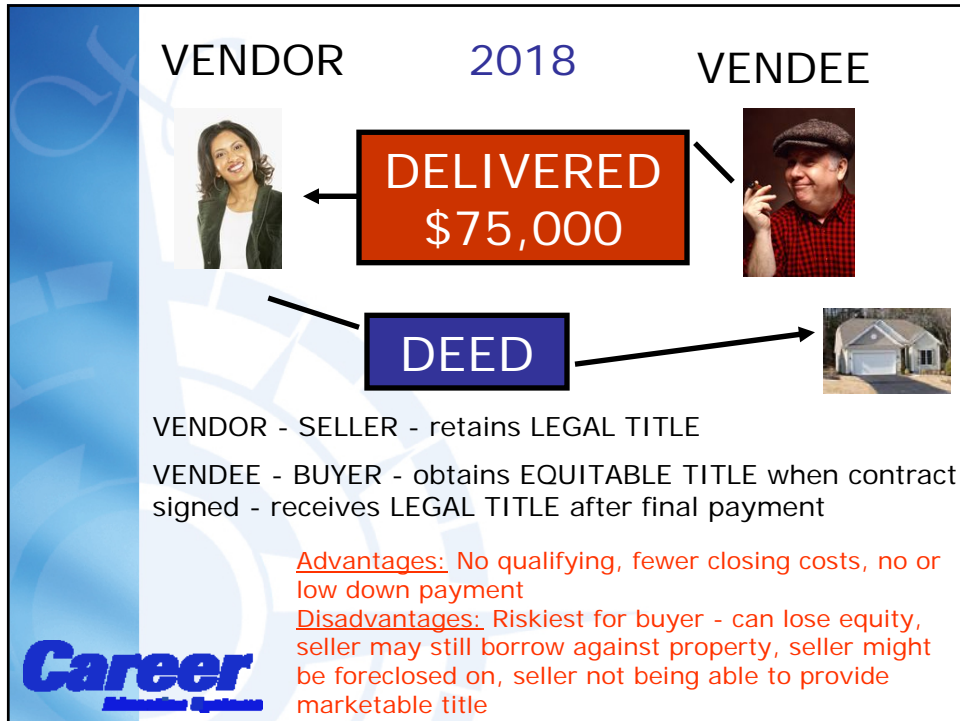 VENDOR 2018 VENDEE
DELIVERED
$75,000
DEED
VENDOR - SELLER - retains LEGAL TITLE
VENDEE - BUYER - obtains EQUITABLE TITLE when contract
signed - receives LEGAL TITLE after final payment
Advantages: No qualifying, fewer closing costs, no or
low down payment
Disadvantages: Riskiest for buyer - can lose equity,
seller may still borrow against property, seller might
be foreclosed on, seller not being able to provide
marketable title
Career
Education Systems